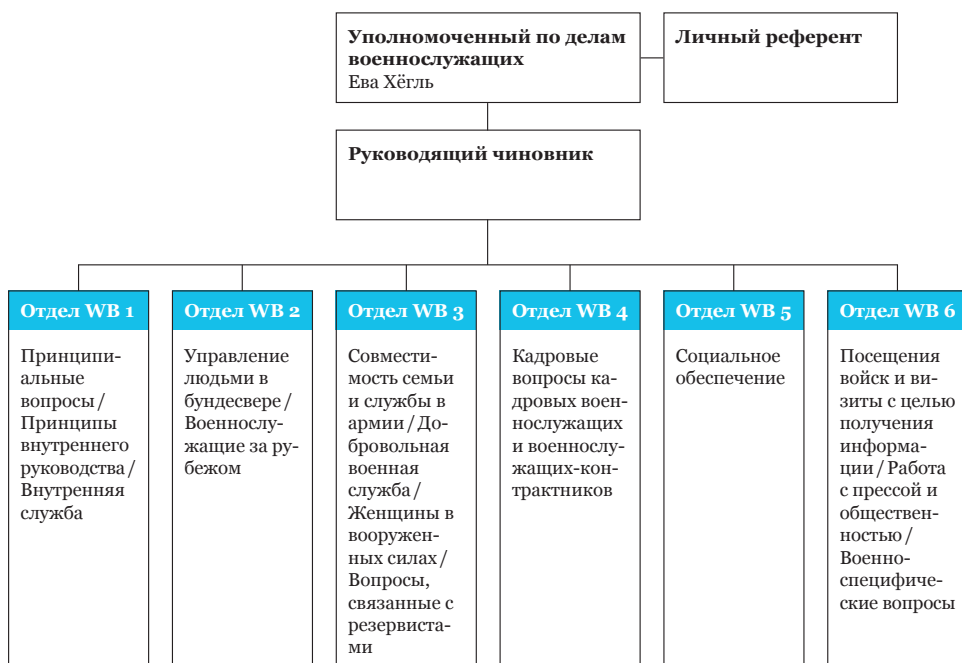 Уполномоченный по делам
военнослужащих
Ева Хёгль
Личный референт
Руководящий чиновник
Отдел WB 1
Принципи-
альные
вопросы /
Принципы
внутреннего
руководства /
Внутренняя
служба
Отдел WB 2
Управление
людьми в
бундесвере /
Военнослу-
жащие за ру-
бежом
Отдел WB 3
Совмести-
мость семьи
и службы в
армии / До-
бровольная
военная
служба /
Женщины в
вооружен-
ных силах /
Вопросы,
связанные с
резервиста-
ми
Отдел WB 4
Кадровые
вопросы ка-
дровых воен-
нослужащих
и военнослу-
жащих-кон-
трактников
Отдел WB 5
Социальное
обеспечение
Отдел WB 6
Посещения
войск и ви-
зиты с целью
получения
информа-
ции / Работа
с прессой и
обществен-
ностью /
Военно-
специфиче-
ские вопросы